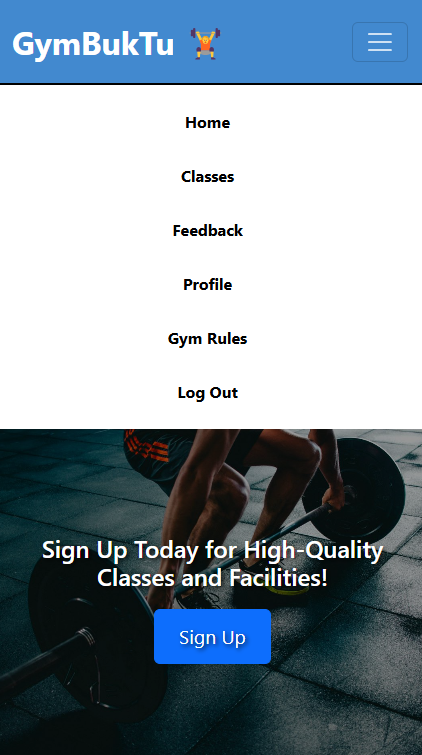 GymBukTu 🏋️
Home
Classes
Feedback
Profile
Gym Rules
Log Out
Sign Up Today for High-Quality
Classes and Facilities!
Sign Up